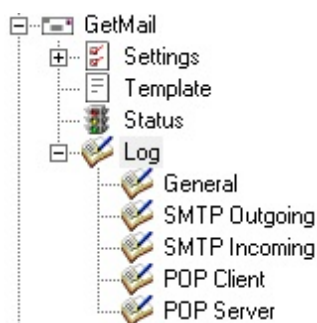 GetMail
Settings
Template
Status
Log
General
SMTP Outgoing
SMTP Incoming
POP Client
POP Server